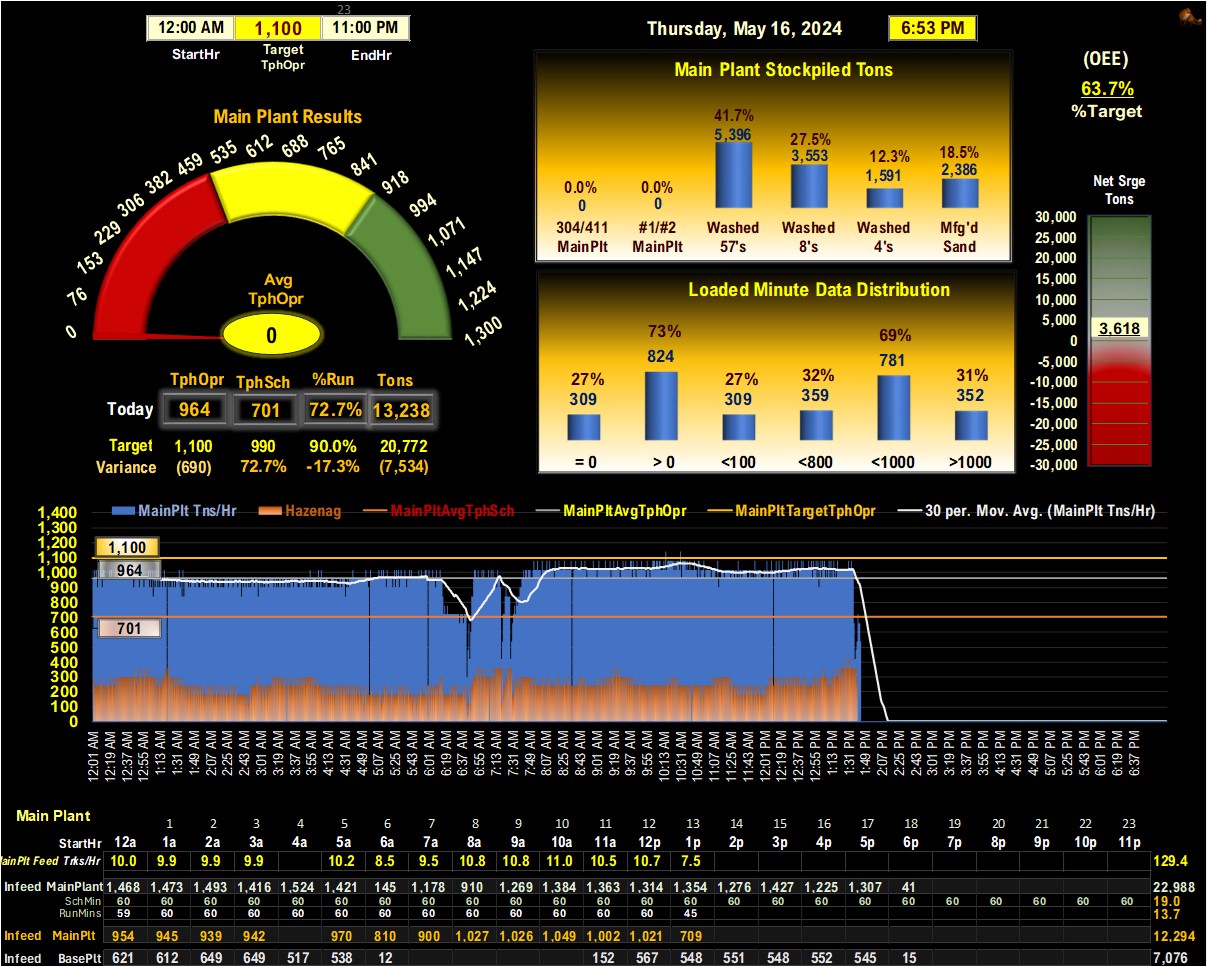 23
12:00 AM 1,100 11:00 PM
StartHr Target TphOpr EndHr
Thursday, May 16, 2024 6:53 PM
(OEE)
63.7%
%Target
Main Plant Results
0 76 153 229 306 382 459 535 612 688 765 841 918 994 1,071 1,147 1,224 1,300
Avg
TphOpr
0
TphOpr TphSch %Run Tons
Today 964 701 72.7% 13,238
Target 1,100 990 90.0% 20,772
Variance (690) 72.7% -17.3% (7,534)
Main Plant Stockpiled Tons
0.0% 0.0% 41.7% 27.5% 12.3% 18.5%
0 0 5,396 3,553 1,591 2,386
304/411 #1/#2 Washed Washed Washed Mfg'd
MainPlt MainPlt 57's 8's 4's Sand
Loaded Minute Data Distribution
27% 73% 27% 32% 69% 31%
309 824 309 359 781 352
= 0 > 0 <100 <800 <1000 >1000
Net Srge
Tons
30,000
25,000
20,000
15,000
10,000
5,000
3,618
0
-5,000
-10,000
-15,000
-20,000
-25,000
-30,000
MainPlt Tns/Hr Hazenag MainPltAvgTphSch MainPltAvgTphOpr MainPltTargetTphOpr 30 per. Mov. Avg. (MainPlt Tns/Hr)
1,400
1,300
1,200
1,100
1,000
900
800
700
600
500
400
300
200
100
0
1,100
964
701
12:01 AM 12:19 AM 12:37 AM 12:55 AM 1:13 AM 1:31 AM 1:49 AM 2:07 AM 2:25 AM 2:43 AM 3:01 AM 3:19 AM 3:37 AM 3:55 AM 4:13 AM 4:31 AM 4:49 AM 5:07 AM 5:25 AM 5:43 AM 6:01 AM 6:19 AM 6:37 AM 6:55 AM 7:13 AM 7:31 AM 7:49 AM 8:07 AM 8:25 AM 8:43 AM 9:01 AM 9:19 AM 9:37 AM 9:55 AM 10:13 AM 10:31 AM 10:49 AM 11:07 AM 11:25 AM 11:43 AM 12:01 PM 12:19 PM 12:37 PM 12:55 PM 1:13 PM 1:31 PM 1:49 PM 2:07 PM 2:25 PM 2:43 PM 3:01 PM 3:19 PM 3:37 PM 3:55 PM 4:13 PM 4:31 PM 4:49 PM 5:07 PM 5:25 PM 5:43 PM 6:01 PM 6:19 PM 6:37 PM
Main Plant
1 2 3 4 5 6 7 8 9 10 11 12 13 14 15 16 17 18 19 20 21 22 23
StartHr 12a 1a 2a 3a 4a 5a 6a 7a 8a 9a 10a 11a 12p 1p 2p 3p 4p 5p 6p 7p 8p 9p 10p 11p
MainPlt Feed Trks/Hr 10.0 9.9 9.9 9.9 10.2 8.5 9.5 10.8 10.8 11.0 10.5 10.7 7.5 129.4
Infeed MainPlant 1,468 1,473 1,493 1,416 1,524 1,421 145 1,178 910 1,269 1,384 1,363 1,314 1,354 1,276 1,427 1,225 1,307 41 22,988
SchMin 60 60 60 60 60 60 60 60 60 60 60 60 60 60 60 60 60 60 60 60 60 60 60 19.0
RunMins 59 60 60 60 60 60 60 60 60 60 60 60 45 13.7
Infeed MainPlt 954 945 939 942 970 810 900 1,027 1,026 1,049 1,002 1,021 709 12,294
Infeed BasePlt 621 612 649 649 517 538 12 152 567 548 551 548 552 545 15 7,076